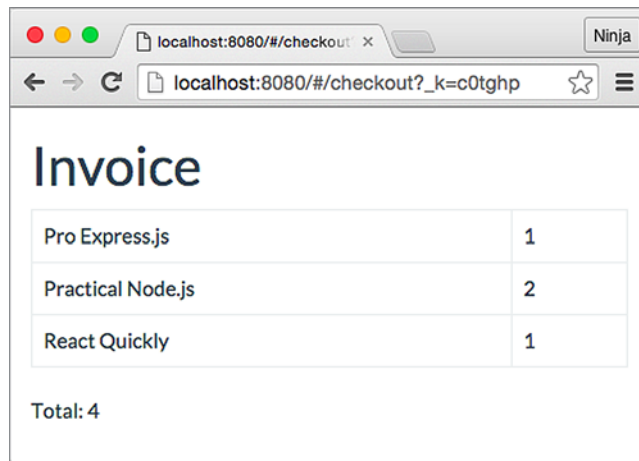 localhost:8080/#/checkout
Ninja
localhost:8080/#/checkout?_k=c0tghp
Invoice
Pro Express.js 1
Practical Node.js 2
React Quickly 1
Total: 4